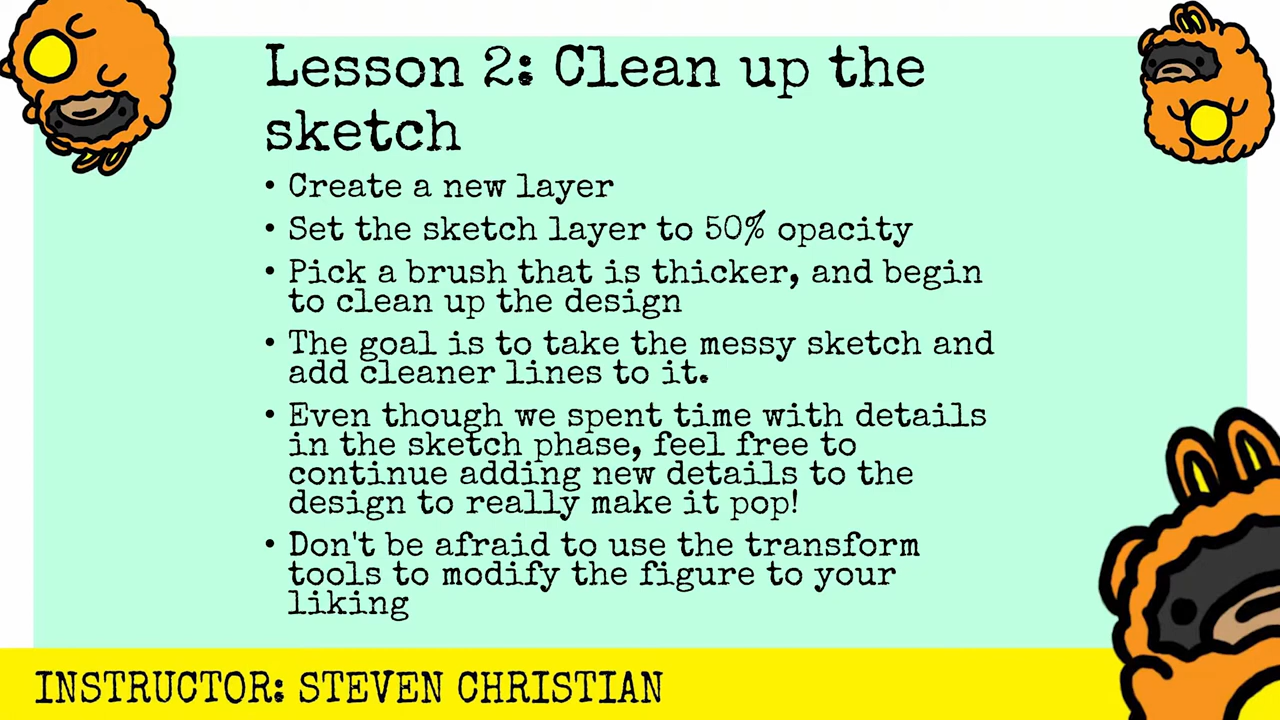 Lesson 2: Clean up the
sketch
• Create a new layer
• Set the sketch layer to 50% opacity
• Pick a brush that is thicker, and begin
to clean up the design
• The goal is to take the messy sketch and
add cleaner lines to it.
• Even though we spent time with details
in the sketch phase, feel free to
continue adding new details to the
design to really make it pop!
• Don't be afraid to use the transform
tools to modify the figure to your
liking
INSTRUCTOR: STEVEN CHRISTIAN